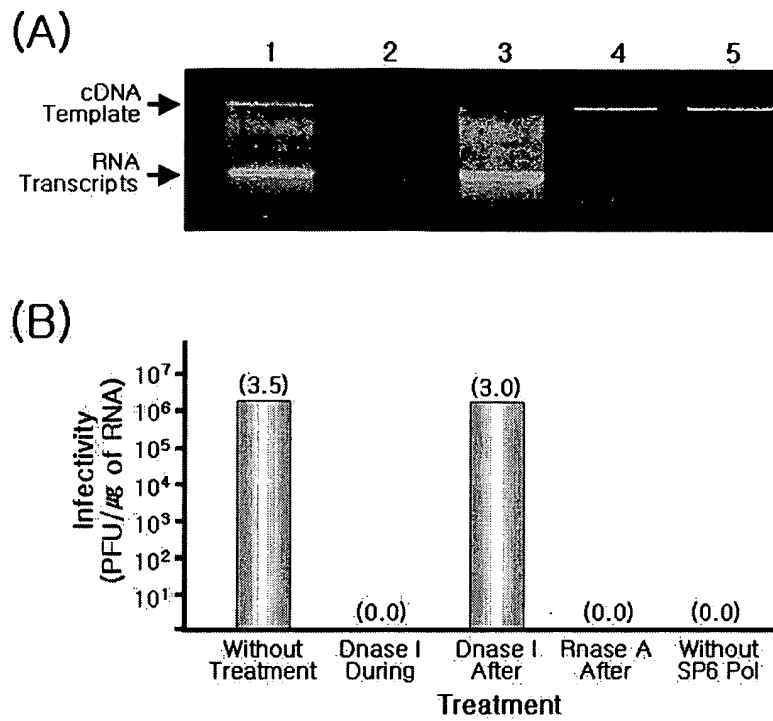 (A)
1 2 3 4 5
cDNA
Template
RNA
Transcripts
(B)
Infectivity
(PFU/㎍ of RNA)
10⁷
10⁶
10⁵
10⁴
10³
10²
10¹
(3.5)
(0.0)
(3.0)
(0.0)
(0.0)
Without
Treatment
Dnase I
During
Dnase I
After
Rnase A
After
Without
SP6 Pol
Treatment